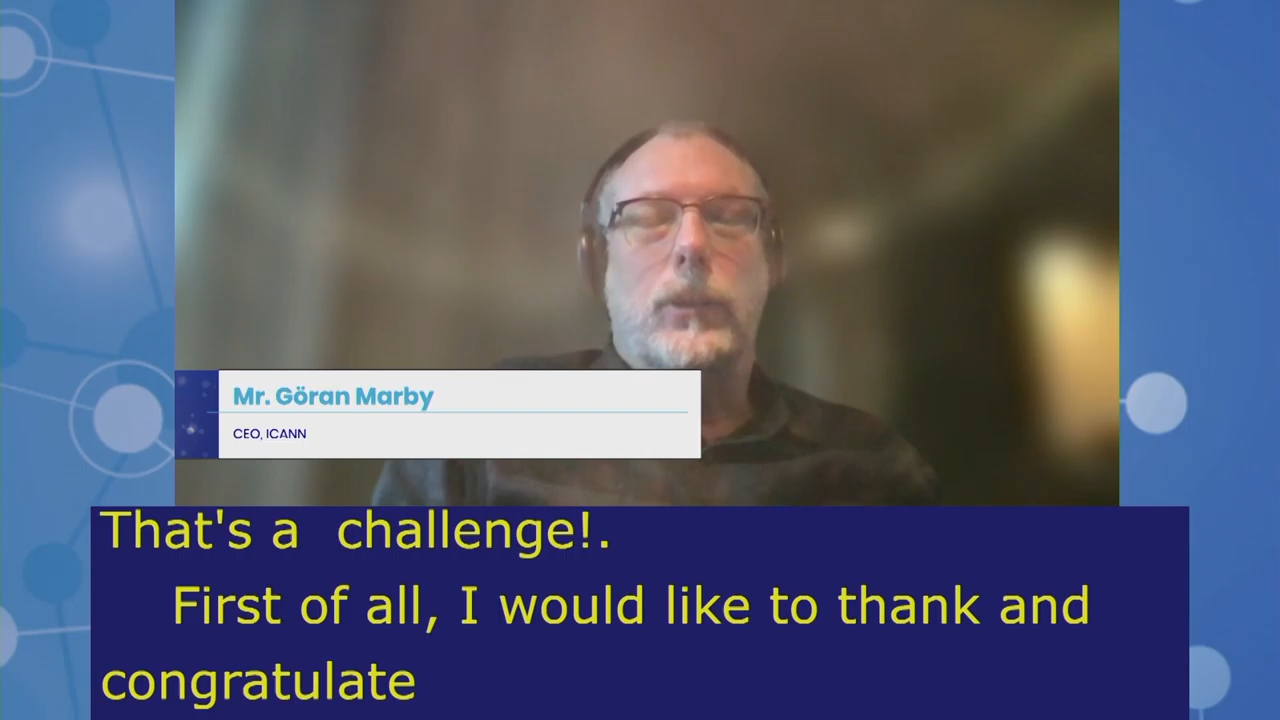 Mr. Göran Marby
CEO, ICANN
That's a  challenge!.
First of all, I would like to thank and
congratulate